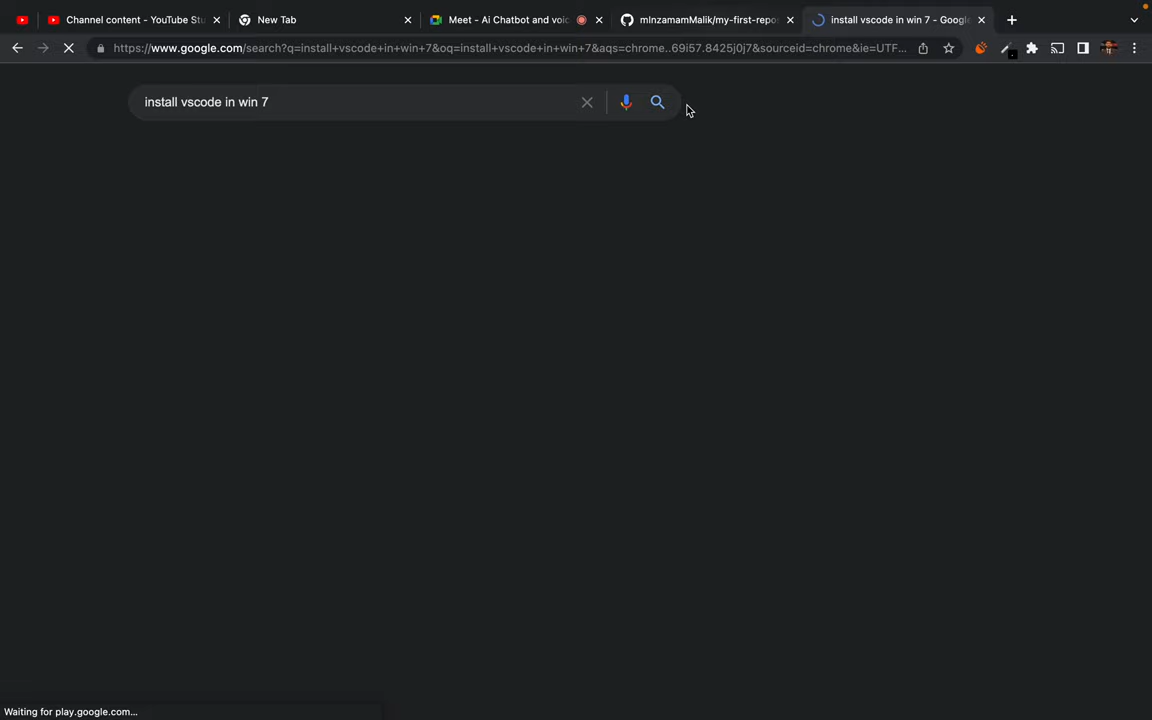 Channel content - YouTube Stu
New Tab
Meet - Ai Chatbot and voic
mInzamamMalik/my-first-repo
install vscode in win 7 - Google
https://www.google.com/search?q=install+vscode+in+win+7&oq=install+vscode+in+win+7&aqs=chrome..69i57.8425j0j7&sourceid=chrome&ie=UTF...
install vscode in win 7
Waiting for play.google.com...